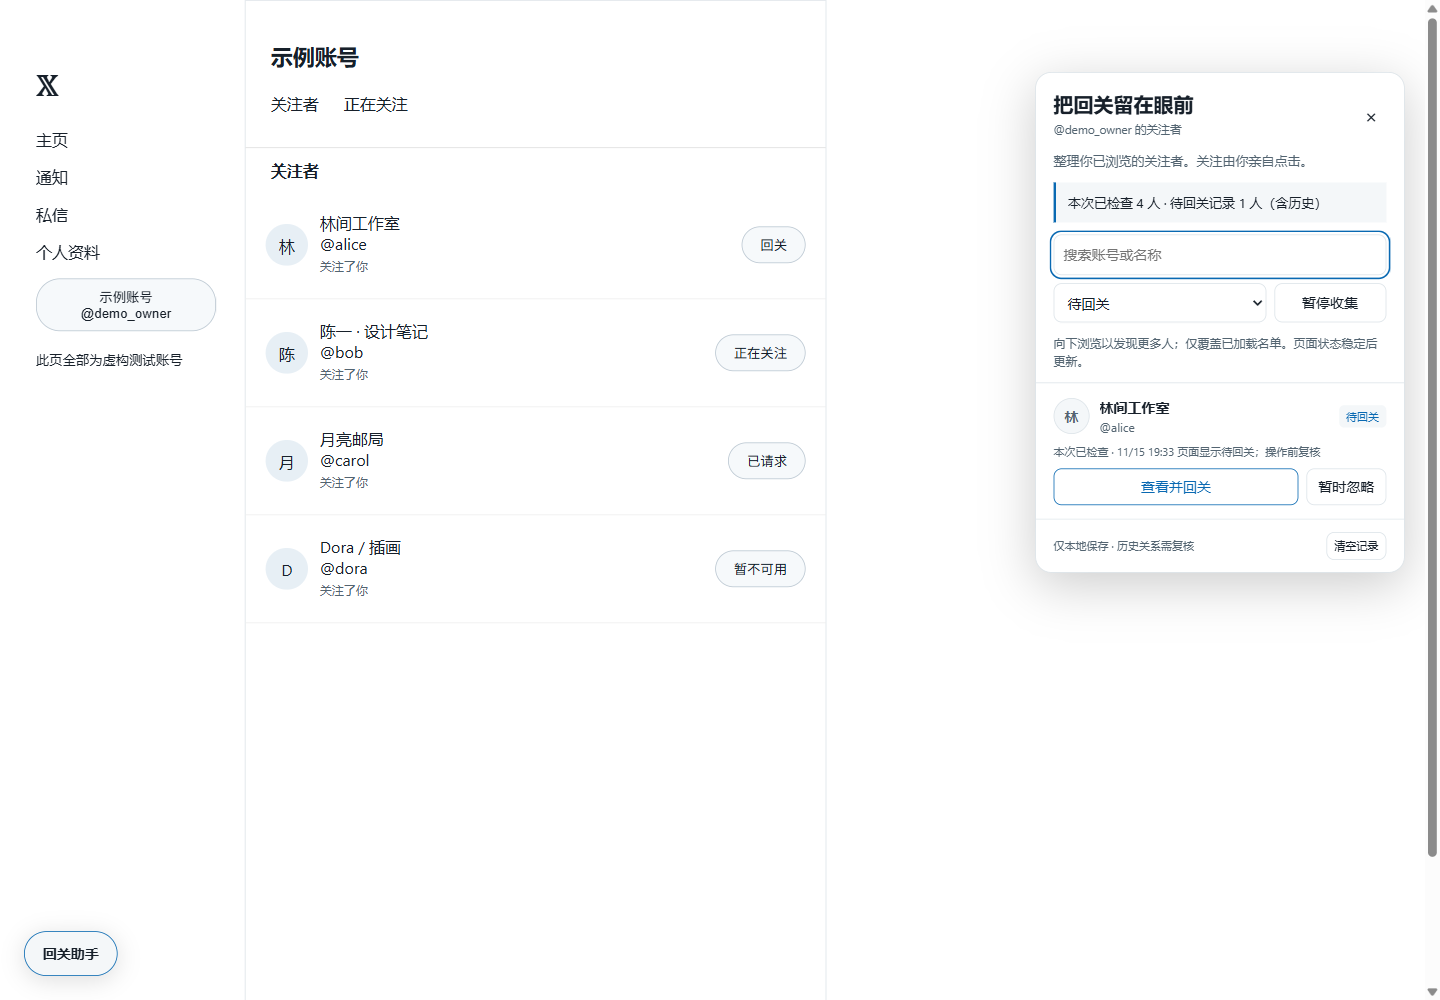 𝕏
主页
通知
私信
个人资料
示例账号
@demo_owner
此页全部为虚构测试账号
回关助手
示例账号
关注者 正在关注
关注者
林
林间工作室
@alice
关注了你
回关
陈
陈一 · 设计笔记
@bob
关注了你
正在关注
月
月亮邮局
@carol
关注了你
已请求
D
Dora / 插画
@dora
关注了你
暂不可用
把回关留在眼前
@demo_owner 的关注者
×
整理你已浏览的关注者。关注由你亲自点击。
本次已检查 4 人 · 待回关记录 1 人（含历史）
搜索账号或名称
待回关
暂停收集
向下浏览以发现更多人；仅覆盖已加载名单。页面状态稳定后
更新。
林
林间工作室
@alice
待回关
本次已检查 · 11/15 19:33 页面显示待回关；操作前复核
查看并回关
暂时忽略
仅本地保存 · 历史关系需复核
清空记录